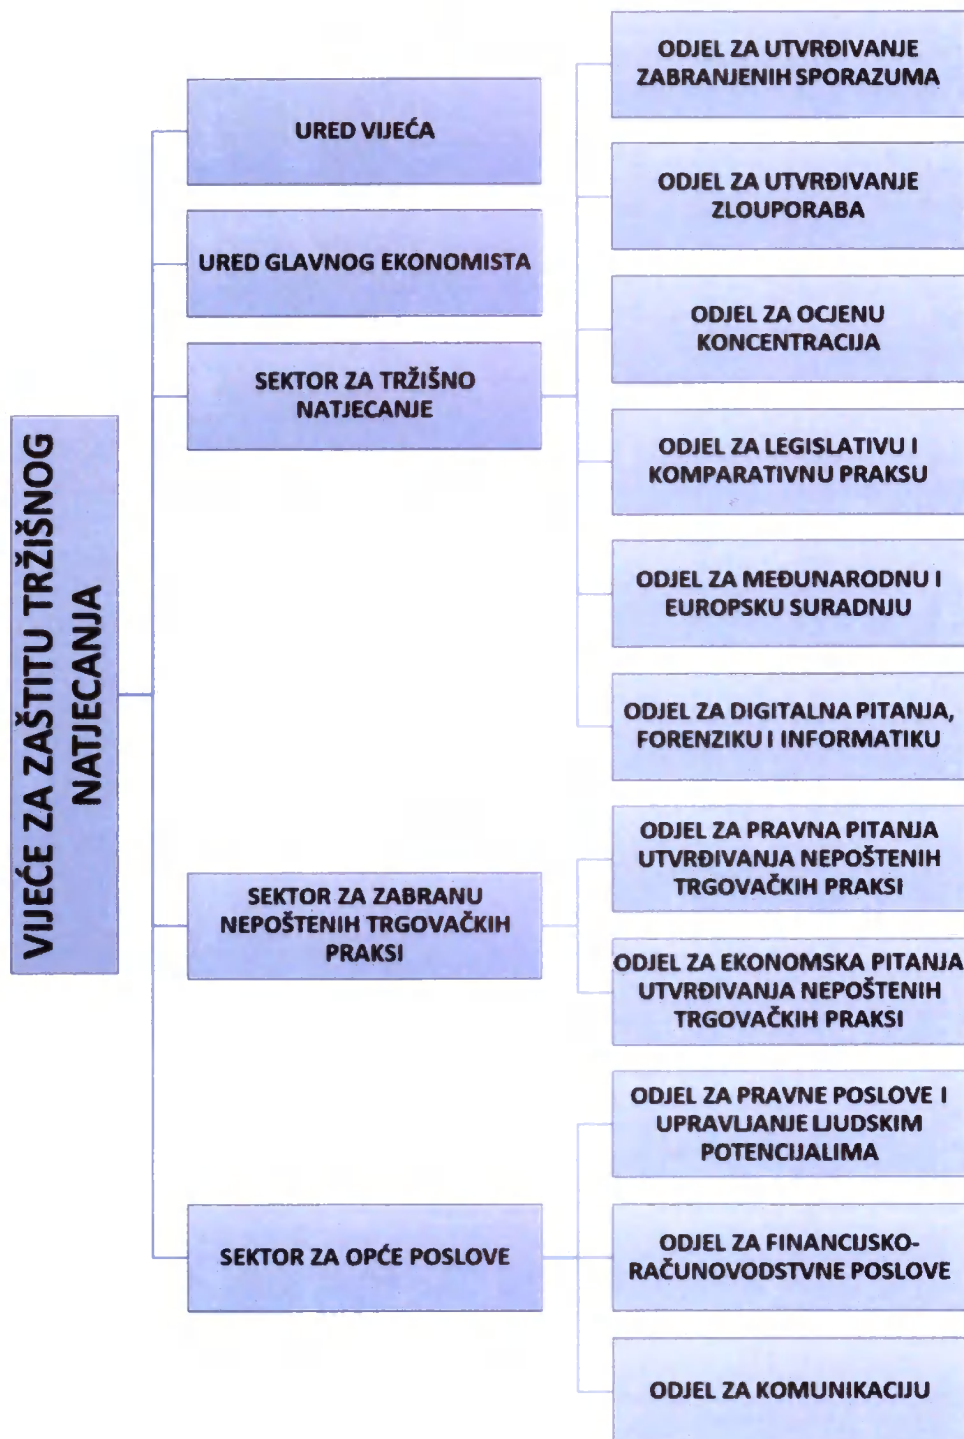 VIJEĆE ZA ZAŠTITU TRŽIŠNOG
NATJECANJA
URED VIJEĆA
URED GLAVNOG EKONOMISTA
SEKTOR ZA TRŽIŠNO
NATJECANJE
ODJEL ZA UTVRĐIVANJE
ZABRANJENIH SPORAZUMA
ODJEL ZA UTVRĐIVANJE
ZLOUPORABA
ODJEL ZA OCJENU
KONCENTRACIJA
ODJEL ZA LEGISLATIVU I
KOMPARATIVNU PRAKSU
ODJEL ZA MEĐUNARODNU I
EUROPSKU SURADNJU
ODJEL ZA DIGITALNA PITANJA,
FORENZIKU I INFORMATIKU
SEKTOR ZA ZABRANU
NEPOŠTENIH TRGOVAČKIH
PRAKSI
ODJEL ZA PRAVNA PITANJA
UTVRĐIVANJA NEPOŠTENIH
TRGOVAČKIH PRAKSI
ODJEL ZA EKONOMSKA PITANJA
UTVRĐIVANJA NEPOŠTENIH
TRGOVAČKIH PRAKSI
SEKTOR ZA OPĆE POSLOVE
ODJEL ZA PRAVNE POSLOVE I
UPRAVLJANJE LJUDSKIM
POTENCIJALIMA
ODJEL ZA FINANCIJSKO-
RAČUNOVODSTVNE POSLOVE
ODJEL ZA KOMUNIKACIJU